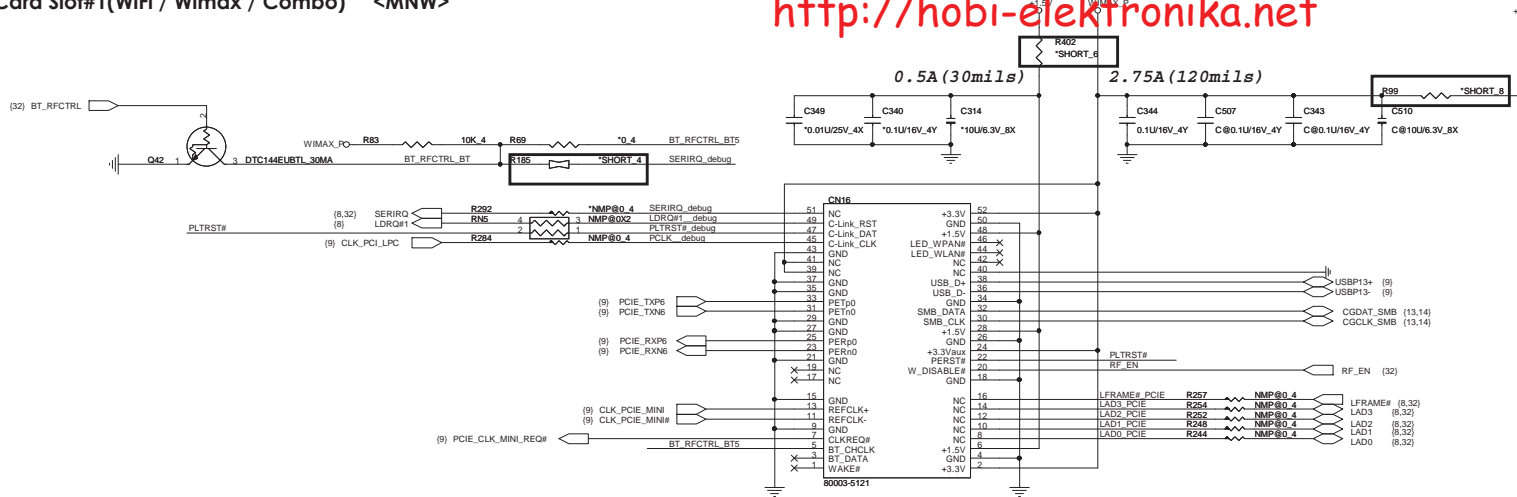 Card Slot#1(WiFi / Wimax / Combo) <MNW>
http://hobi-elektronika.net
+1.5V
WIMAX_P
R402
*SHORT_6
0.5A(30mils)
2.75A(120mils)
R99
*SHORT_8
C349
*0.01U/25V_4X
C340
*0.1U/16V_4Y
C314
*10U/6.3V_8X
C344
0.1U/16V_4Y
C507
C@0.1U/16V_4Y
C343
C@0.1U/16V_4Y
C510
C@10U/6.3V_8X
{32} BT_RFCTRL
2
Q42 1
3 DTC144EUBTL_30MA
WIMAX_P
R83
10K_4
R69
*0_4
BT_RFCTRL_BT5
BT_RFCTRL_BT
R185
*SHORT_4
SERIRQ_debug
{8,32} SERIRQ
R292
*NMP@0_4
SERIRQ_debug
{8} LDRQ#1
RN5
4
3
NMP@0X2
LDRQ#1_debug
PLTRST#
2
1
PLTRST#_debug
{9} CLK_PCI_LPC
R284
NMP@0_4
PCLK_debug
CN16
51 NC
49 C-Link_RST
47 C-Link_DAT
45 C-Link_CLK
43 GND
41 NC
39 NC
37 GND
35 GND
33 PETp0
31 PETn0
29 GND
27 GND
25 PERp0
23 PERn0
21 GND
19 NC
17 NC
15 GND
13 REFCLK+
11 REFCLK-
9 GND
7 CLKREQ#
5 BT_CHCLK
3 BT_DATA
1 WAKE#
+3.3V 52
GND 50
+1.5V 48
LED_WPAN# 46
LED_WLAN# 44
NC 42
NC 40
USB_D+ 38
USB_D- 36
GND 34
SMB_DATA 32
SMB_CLK 30
+1.5V 28
GND 26
+3.3Vaux 24
PERST# 22
W_DISABLE# 20
GND 18
NC 16
NC 14
NC 12
NC 10
NC 8
+1.5V 6
GND 4
+3.3V 2
80003-5121
{9} PCIE_TXP6
{9} PCIE_TXN6
{9} PCIE_RXP6
{9} PCIE_RXN6
{9} CLK_PCIE_MINI
{9} CLK_PCIE_MINI#
{9} PCIE_CLK_MINI_REQ#
BT_RFCTRL_BT5
USBP13+ {9}
USBP13- {9}
CGDAT_SMB {13,14}
CGCLK_SMB {13,14}
PLTRST#
RF_EN
RF_EN {32}
LFRAME#_PCIE R257 NMP@0_4 LFRAME# {8,32}
LAD3_PCIE R254 NMP@0_4 LAD3 {8,32}
LAD2_PCIE R252 NMP@0_4 LAD2 {8,32}
LAD1_PCIE R248 NMP@0_4 LAD1 {8,32}
LAD0_PCIE R244 NMP@0_4 LAD0 {8,32}